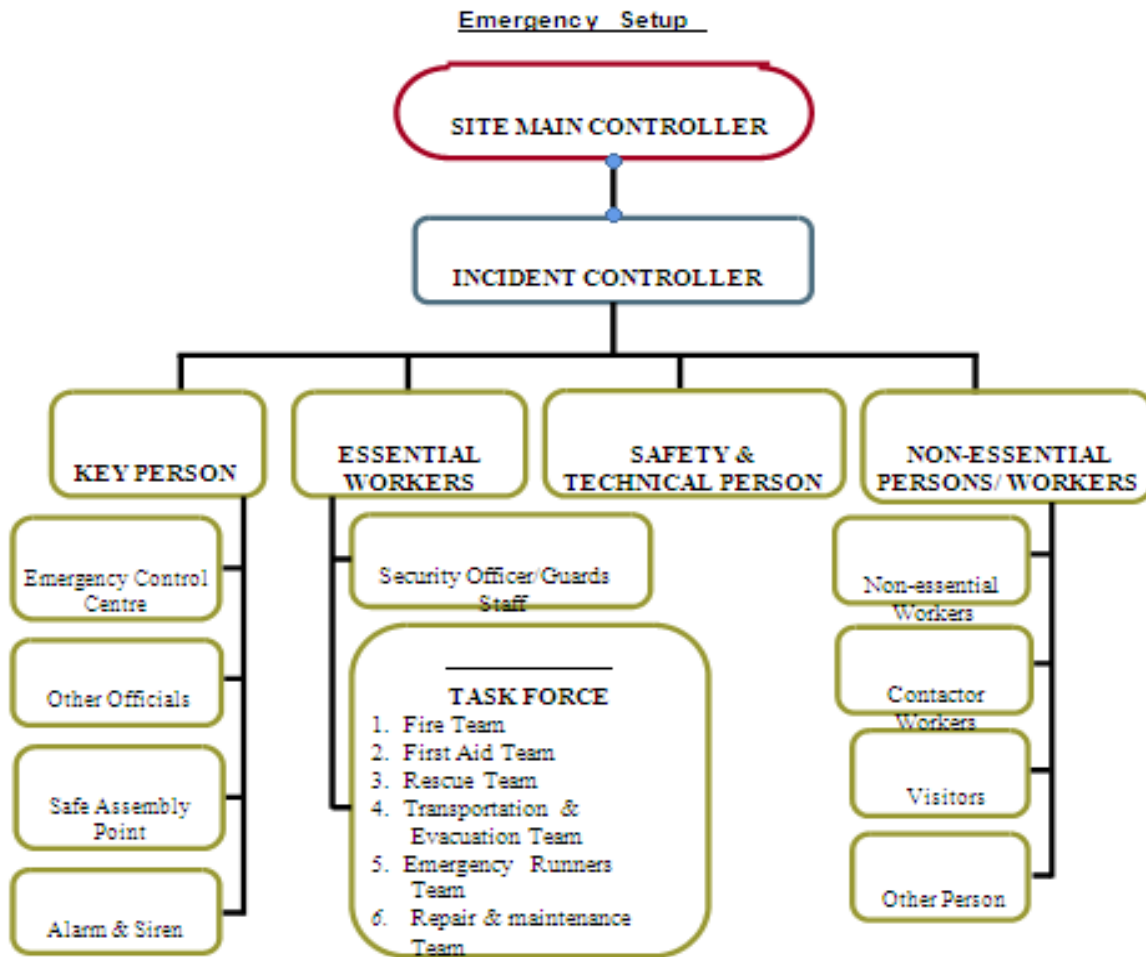 Emergency Setup
SITE MAIN CONTROLLER
INCIDENT CONTROLLER
KEY PERSON
ESSENTIAL
WORKERS
SAFETY &
TECHNICAL PERSON
NON-ESSENTIAL
PERSONS/ WORKERS
Emergency Control
Centre
Other Officials
Safe Assembly
Point
Alarm & Siren
Security Officer/Guards
Staff
TASK FORCE
1. Fire Team
2. First Aid Team
3. Rescue Team
4. Transportation &
Evacuation Team
5. Emergency Runners
Team
6. Repair & maintenance
Team
Non-essential
Workers
Contactor
Workers
Visitors
Other Person